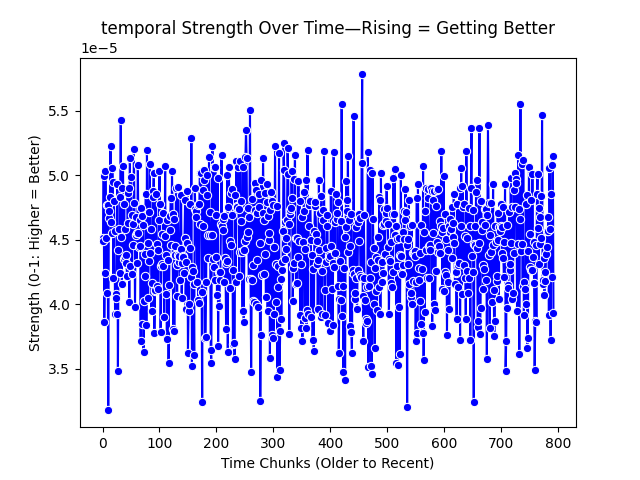 temporal Strength Over Time—Rising = Getting Better
1e−5
Strength (0-1: Higher = Better)
5.5
5.0
4.5
4.0
3.5
0 100 200 300 400 500 600 700 800
Time Chunks (Older to Recent)